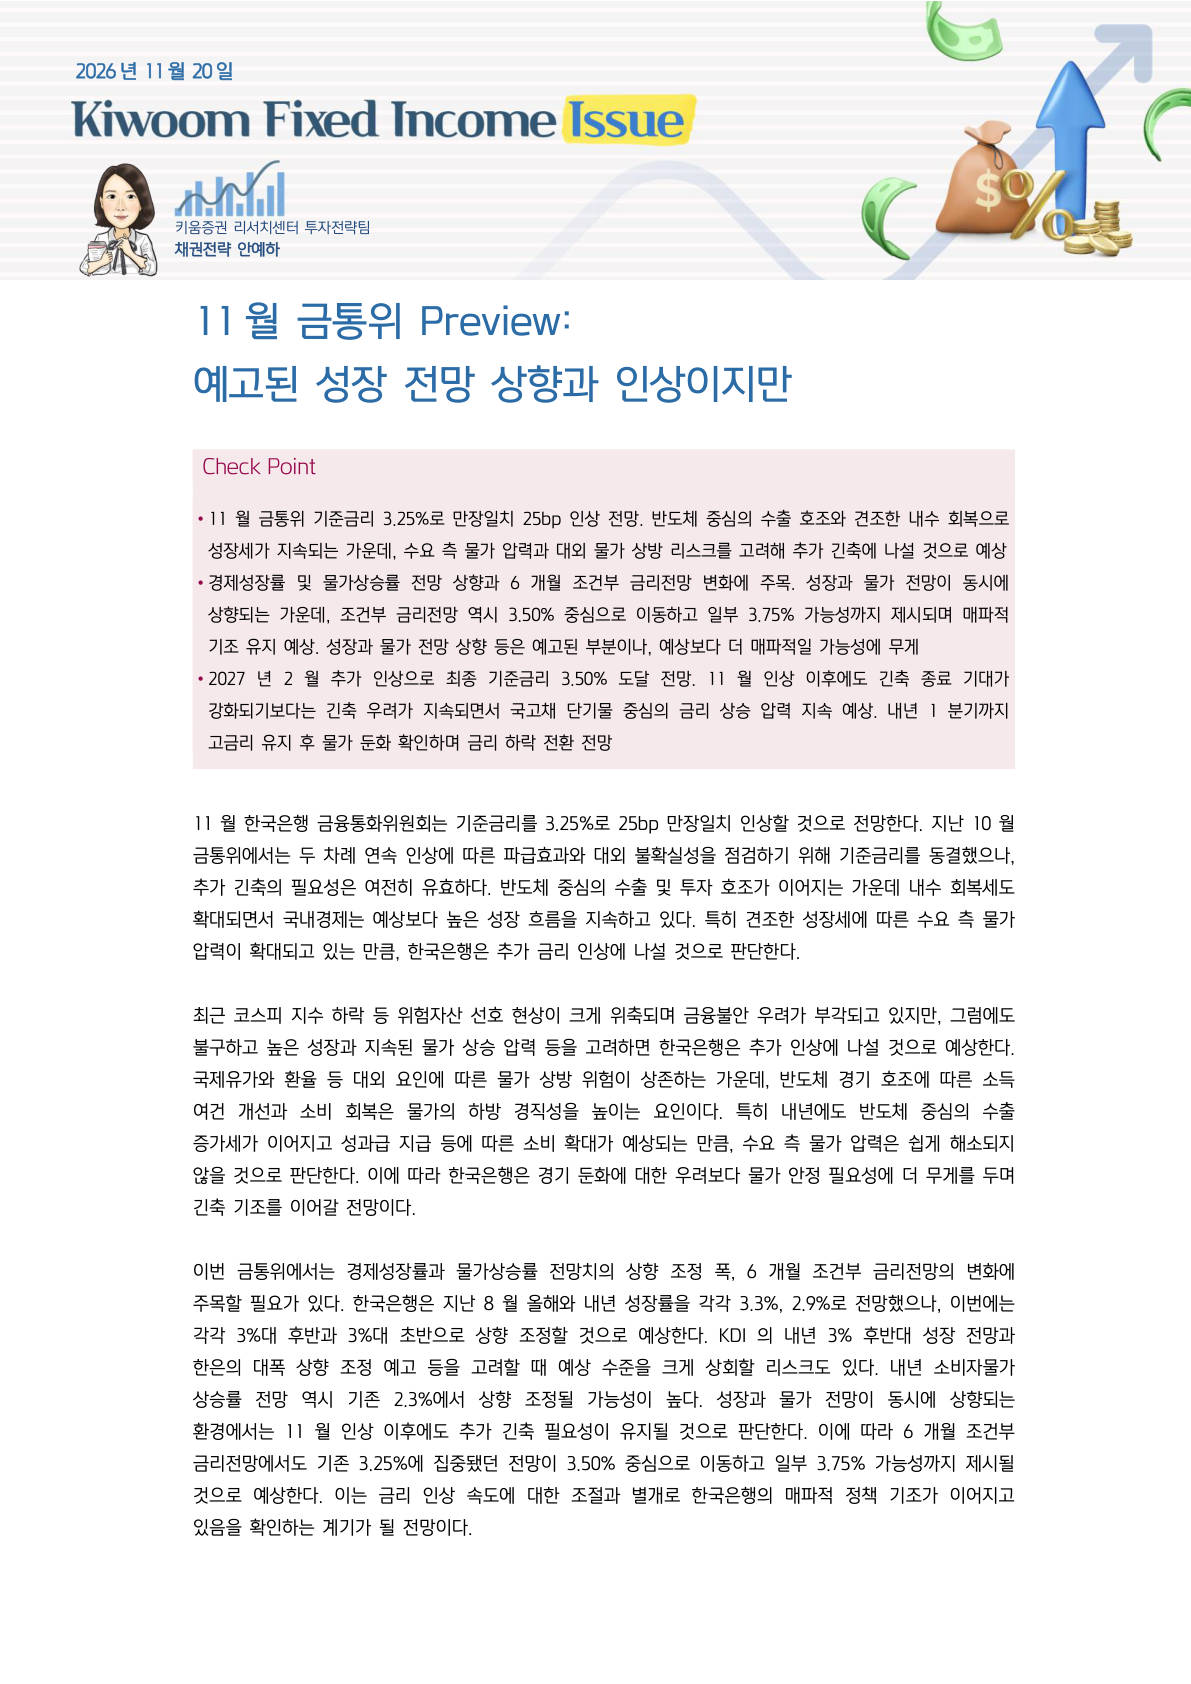 2026년 11월 20일
Kiwoom Fixed Income Issue
키움증권 리서치센터 투자전략팀
채권전략 안예하
11월 금통위 Preview:
예고된 성장 전망 상향과 인상이지만
Check Point
• 11 월 금통위 기준금리 3.25%로 만장일치 25bp 인상 전망. 반도체 중심의 수출 호조와 견조한 내수 회복으로
성장세가 지속되는 가운데, 수요 측 물가 압력과 대외 물가 상방 리스크를 고려해 추가 긴축에 나설 것으로 예상
• 경제성장률 및 물가상승률 전망 상향과 6 개월 조건부 금리전망 변화에 주목. 성장과 물가 전망이 동시에
상향되는 가운데, 조건부 금리전망 역시 3.50% 중심으로 이동하고 일부 3.75% 가능성까지 제시되며 매파적
기조 유지 예상. 성장과 물가 전망 상향 등은 예고된 부분이나, 예상보다 더 매파적일 가능성에 무게
• 2027 년 2 월 추가 인상으로 최종 기준금리 3.50% 도달 전망. 11 월 인상 이후에도 긴축 종료 기대가
강화되기보다는 긴축 우려가 지속되면서 국고채 단기물 중심의 금리 상승 압력 지속 예상. 내년 1 분기까지
고금리 유지 후 물가 둔화 확인하며 금리 하락 전환 전망
11 월 한국은행 금융통화위원회는 기준금리를 3.25%로 25bp 만장일치 인상할 것으로 전망한다. 지난 10 월
금통위에서는 두 차례 연속 인상에 따른 파급효과와 대외 불확실성을 점검하기 위해 기준금리를 동결했으나,
추가 긴축의 필요성은 여전히 유효하다. 반도체 중심의 수출 및 투자 호조가 이어지는 가운데 내수 회복세도
확대되면서 국내경제는 예상보다 높은 성장 흐름을 지속하고 있다. 특히 견조한 성장세에 따른 수요 측 물가
압력이 확대되고 있는 만큼, 한국은행은 추가 금리 인상에 나설 것으로 판단한다.
최근 코스피 지수 하락 등 위험자산 선호 현상이 크게 위축되며 금융불안 우려가 부각되고 있지만, 그럼에도
불구하고 높은 성장과 지속된 물가 상승 압력 등을 고려하면 한국은행은 추가 인상에 나설 것으로 예상한다.
국제유가와 환율 등 대외 요인에 따른 물가 상방 위험이 상존하는 가운데, 반도체 경기 호조에 따른 소득
여건 개선과 소비 회복은 물가의 하방 경직성을 높이는 요인이다. 특히 내년에도 반도체 중심의 수출
증가세가 이어지고 성과급 지급 등에 따른 소비 확대가 예상되는 만큼, 수요 측 물가 압력은 쉽게 해소되지
않을 것으로 판단한다. 이에 따라 한국은행은 경기 둔화에 대한 우려보다 물가 안정 필요성에 더 무게를 두며
긴축 기조를 이어갈 전망이다.
이번 금통위에서는 경제성장률과 물가상승률 전망치의 상향 조정 폭, 6 개월 조건부 금리전망의 변화에
주목할 필요가 있다. 한국은행은 지난 8 월 올해와 내년 성장률을 각각 3.3%, 2.9%로 전망했으나, 이번에는
각각 3%대 후반과 3%대 초반으로 상향 조정할 것으로 예상한다. KDI 의 내년 3% 후반대 성장 전망과
한은의 대폭 상향 조정 예고 등을 고려할 때 예상 수준을 크게 상회할 리스크도 있다. 내년 소비자물가
상승률 전망 역시 기존 2.3%에서 상향 조정될 가능성이 높다. 성장과 물가 전망이 동시에 상향되는
환경에서는 11 월 인상 이후에도 추가 긴축 필요성이 유지될 것으로 판단한다. 이에 따라 6 개월 조건부
금리전망에서도 기존 3.25%에 집중됐던 전망이 3.50% 중심으로 이동하고 일부 3.75% 가능성까지 제시될
것으로 예상한다. 이는 금리 인상 속도에 대한 조절과 별개로 한국은행의 매파적 정책 기조가 이어지고
있음을 확인하는 계기가 될 전망이다.